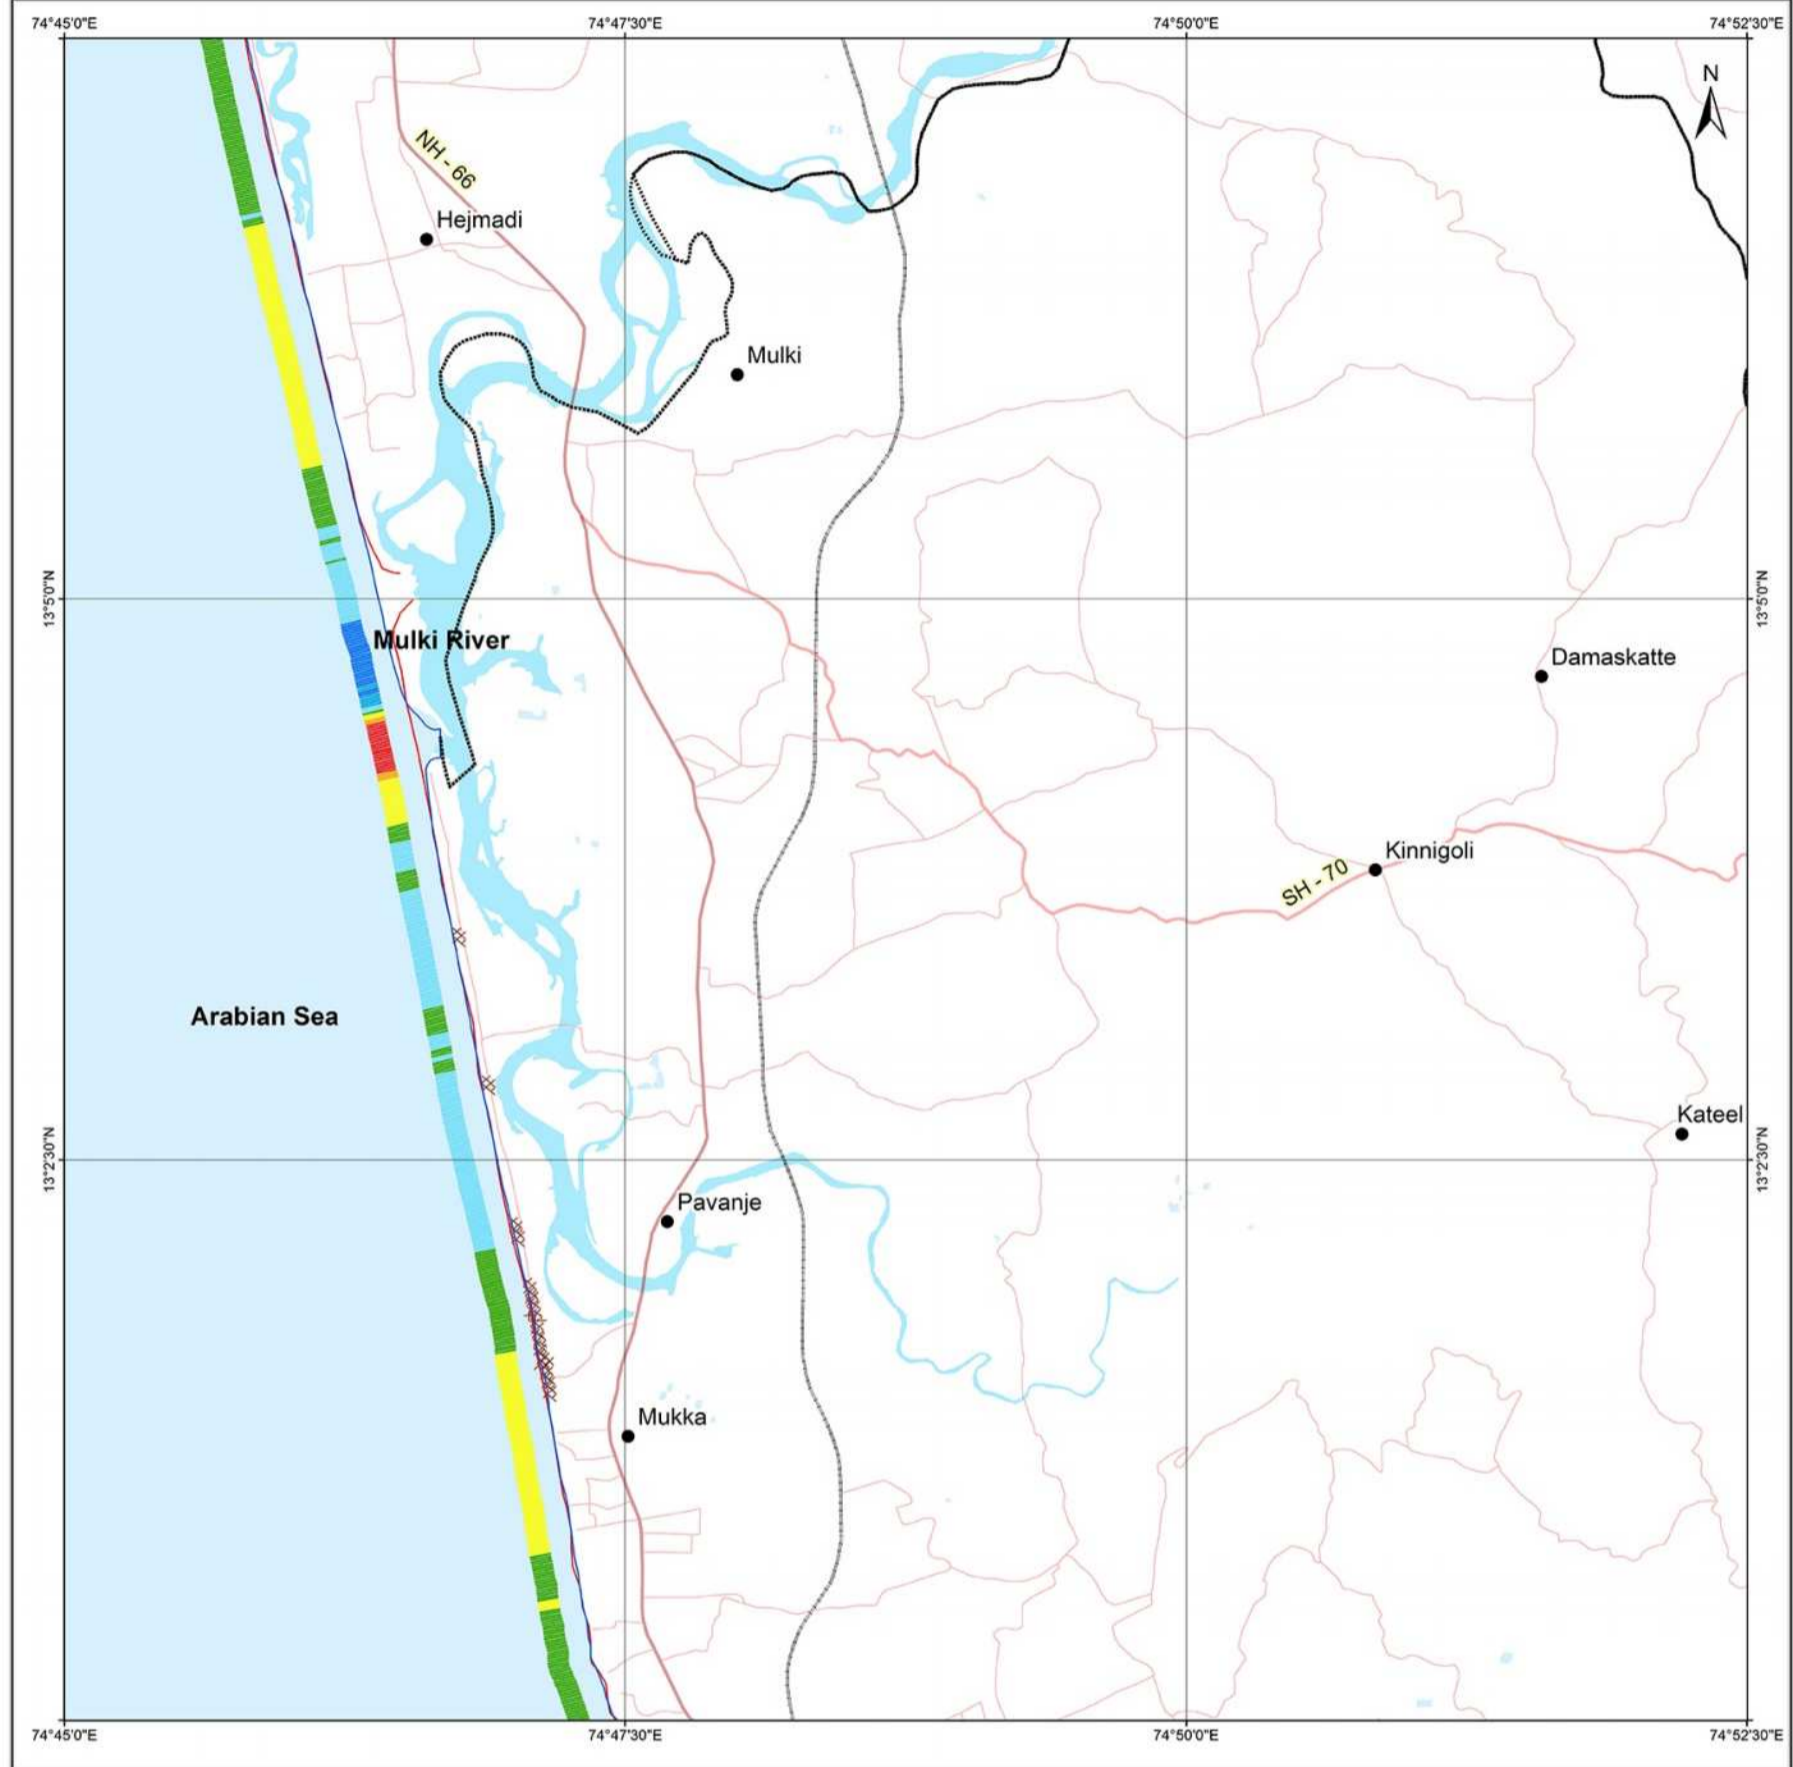 74°45'0"E
74°47'30"E
74°50'0"E
74°52'30"E
N
NH - 66
Hejmadi
Mulki
13°5'0"N
13°5'0"N
Mulki River
Damaskatte
Kinnigoli
SH - 70
Arabian Sea
Kateel
13°2'30"N
13°2'30"N
Pavanje
Mukka
74°45'0"E
74°47'30"E
74°50'0"E
74°52'30"E